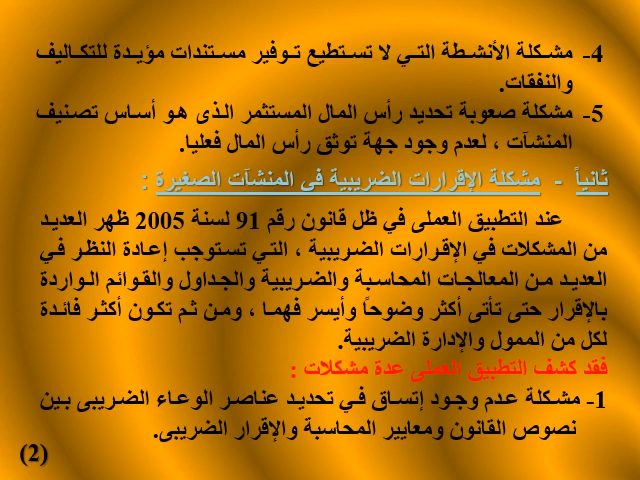 4- مشكلة الأنشطة التي لا تستطيع توفير مستندات مؤيدة للتكاليف
والنفقات.
5- مشكلة صعوبة تحديد رأس المال المستثمر الذى هو أساس تصنيف
المنشآت ، لعدم وجود جهة توثق رأس المال فعليا.
ثانياً - مشكلة الإقرارات الضريبية فى المنشآت الصغيرة :
عند التطبيق العملى في ظل قانون رقم 91 لسنة 2005 ظهر العديد
من المشكلات في الإقرارات الضريبية ، التي تستوجب إعادة النظر في
العديد من المعالجات المحاسبة والضريبية والجداول والقوائم الواردة
بالإقرار حتى تأتى أكثر وضوحاً وأيسر فهما ، ومن ثم تكون أكثر فائدة
لكل من الممول والإدارة الضريبية.
فقد كشف التطبيق العملى عدة مشكلات :
1- مشكلة عدم وجود إتساق في تحديد عناصر الوعاء الضريبى بين
نصوص القانون ومعايير المحاسبة والإقرار الضريبى.
(2)